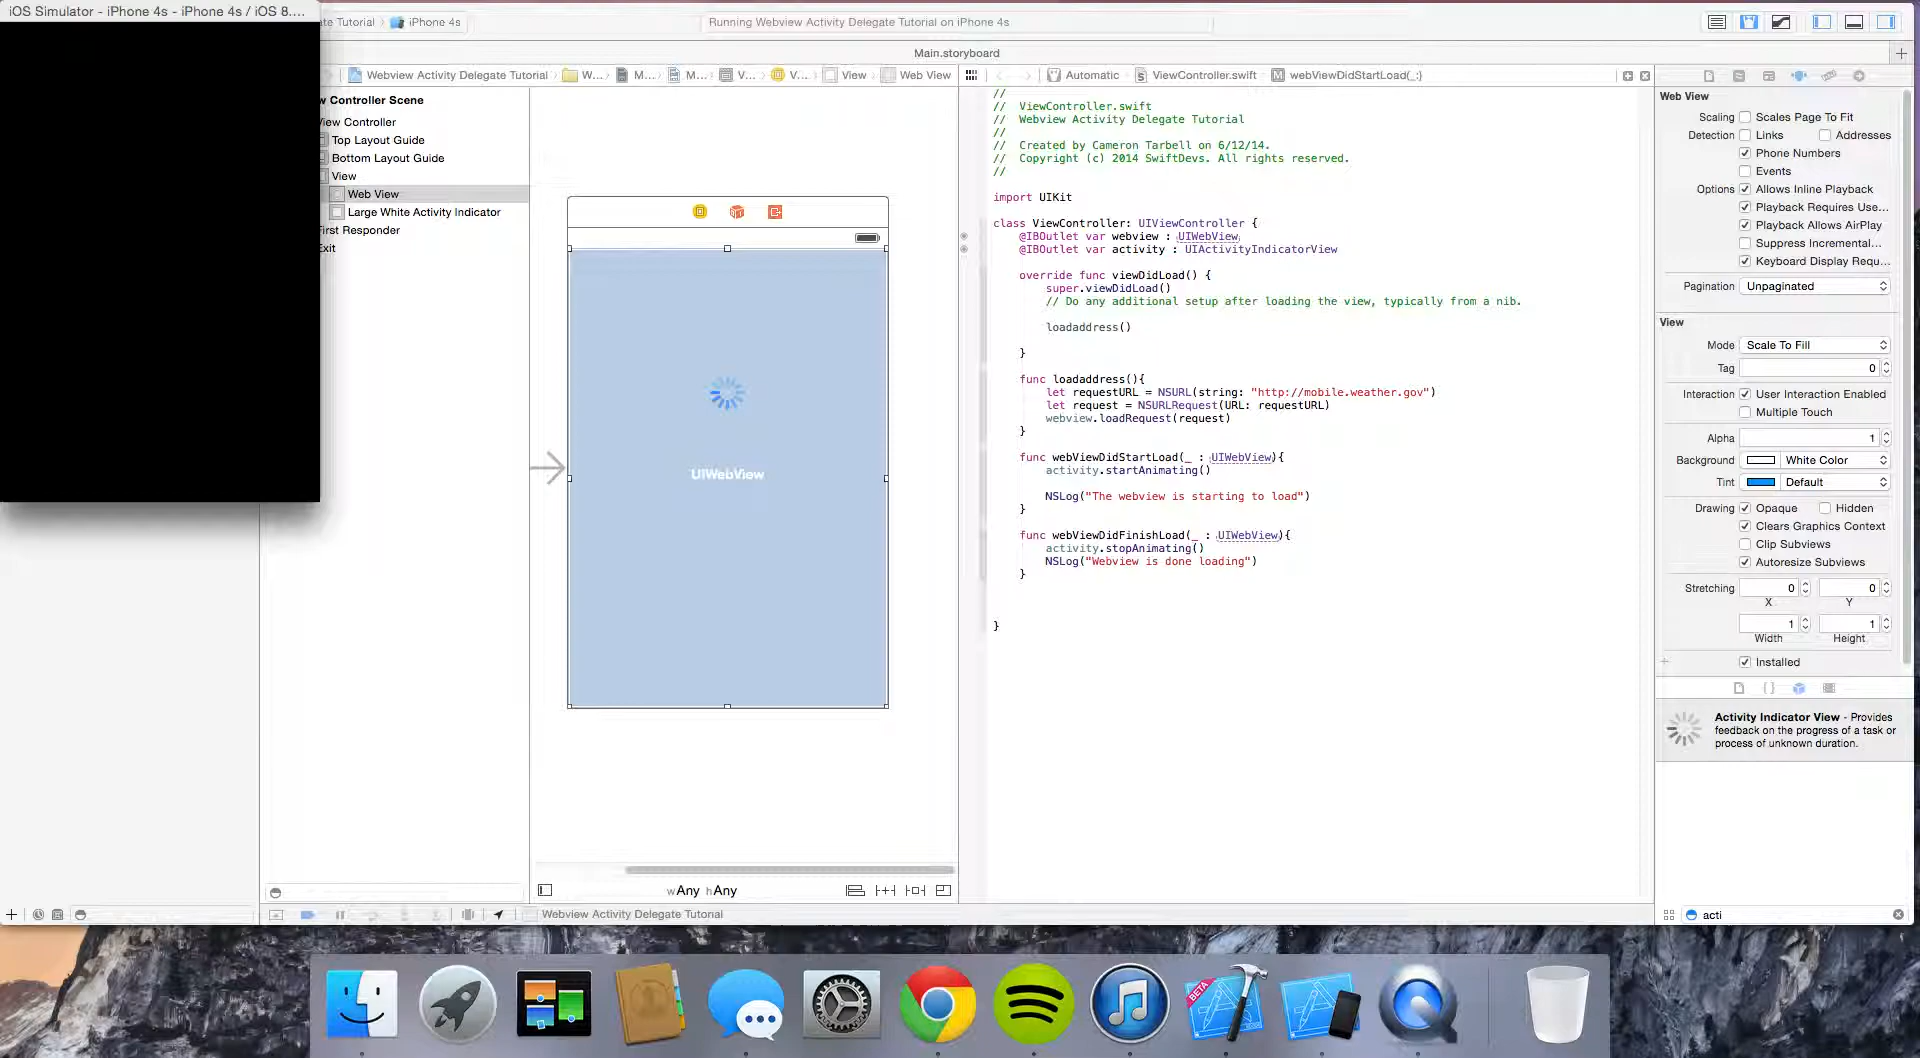 iOS Simulator - iPhone 4s - iPhone 4s / iOS 8....
ate Tutorial
iPhone 4s
Running Webview Activity Delegate Tutorial on iPhone 4s
Main.storyboard
Webview Activity Delegate Tutorial
W...
M...
M...
V...
V...
View
Web View
Automatic
ViewController.swift
M
webViewDidStartLoad(_:)
w Controller Scene
View Controller
Top Layout Guide
Bottom Layout Guide
View
Web View
Large White Activity Indicator
First Responder
Exit
UIWebView
wAny hAny
//
// ViewController.swift
// Webview Activity Delegate Tutorial
//
// Created by Cameron Tarbell on 6/12/14.
// Copyright (c) 2014 SwiftDevs. All rights reserved.
//
import UIKit
class ViewController: UIViewController {
@IBOutlet var webview : UIWebView
@IBOutlet var activity : UIActivityIndicatorView
override func viewDidLoad() {
super.viewDidLoad()
// Do any additional setup after loading the view, typically from a nib.
loadaddress()
}
func loadaddress(){
let requestURL = NSURL(string: "http://mobile.weather.gov")
let request = NSURLRequest(URL: requestURL)
webview.loadRequest(request)
}
func webViewDidStartLoad(_ : UIWebView){
activity.startAnimating()
NSLog("The webview is starting to load")
}
func webViewDidFinishLoad(_ : UIWebView){
activity.stopAnimating()
NSLog("Webview is done loading")
}
}
Web View
Scaling
Scales Page To Fit
Detection
Links
Addresses
Phone Numbers
Events
Options
Allows Inline Playback
Playback Requires Use...
Playback Allows AirPlay
Suppress Incremental...
Keyboard Display Requ...
Pagination
Unpaginated
View
Mode
Scale To Fill
Tag
0
Interaction
User Interaction Enabled
Multiple Touch
Alpha
1
Background
White Color
Tint
Default
Drawing
Opaque
Hidden
Clears Graphics Context
Clip Subviews
Autoresize Subviews
Stretching
0
0
X
Y
1
1
Width
Height
Installed
Activity Indicator View - Provides
feedback on the progress of a task or
process of unknown duration.
Webview Activity Delegate Tutorial
acti
BETA